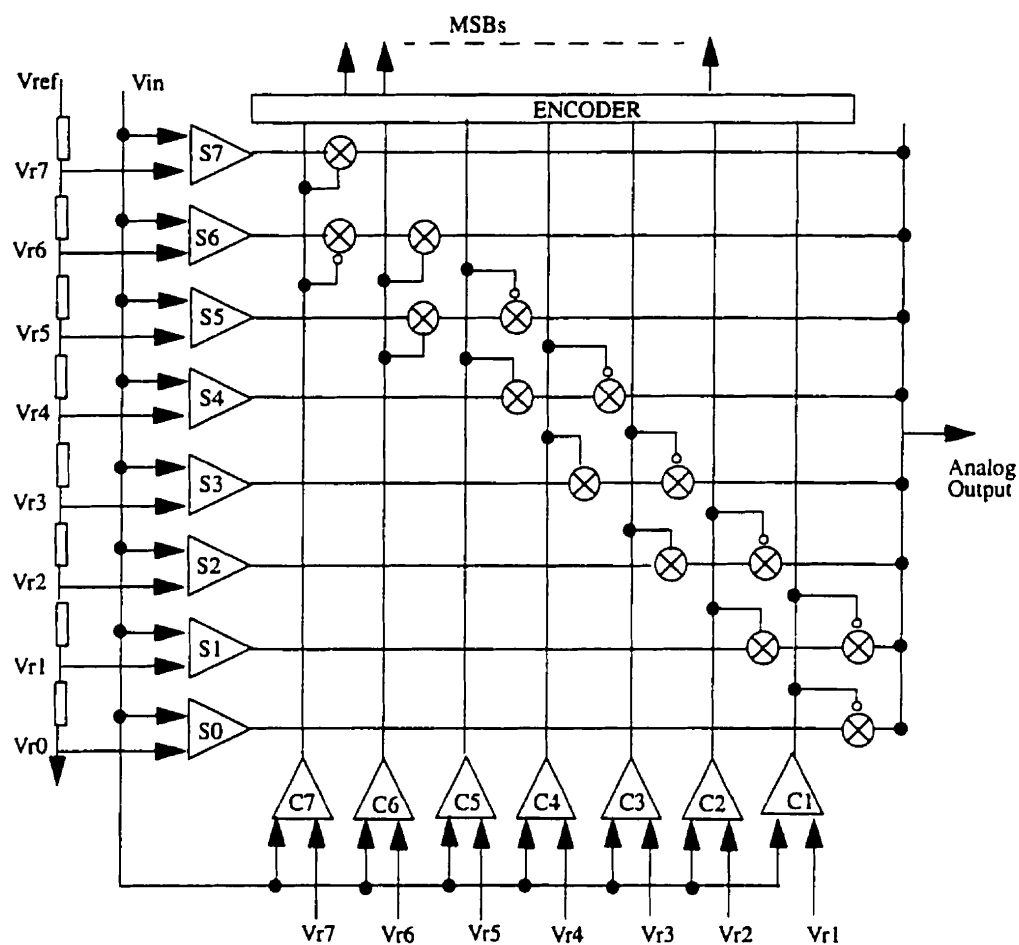 MSBs
Vref
Vin
ENCODER
S7
Vr7
S6
Vr6
S5
Vr5
S4
Vr4
S3
Vr3
Analog
Output
S2
Vr2
S1
Vr1
S0
Vr0
C7 C6 C5 C4 C3 C2 C1
Vr7 Vr6 Vr5 Vr4 Vr3 Vr2 Vr1